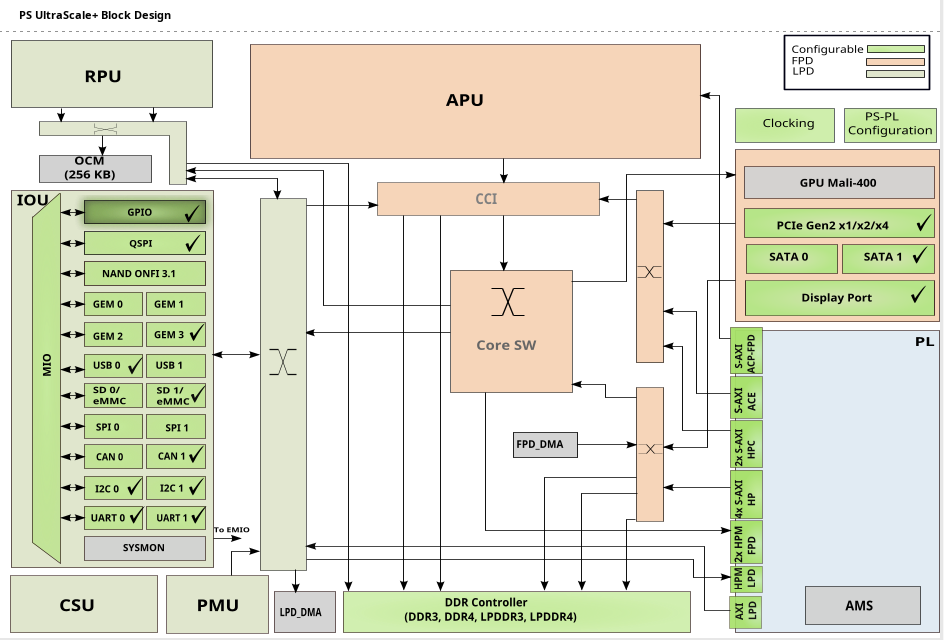 PS UltraScale+ Block Design
Configurable
FPD
LPD
RPU
APU
Clocking
PS-PL
Configuration
OCM
(256 KB)
IOU
GPIO
QSPI
NAND ONFI 3.1
GEM 0
GEM 1
GEM 2
GEM 3
USB 0
USB 1
SD 0/
eMMC
SD 1/
eMMC
SPI 0
SPI 1
CAN 0
CAN 1
I2C 0
I2C 1
UART 0
UART 1
SYSMON
MIO
To EMIO
CCI
Core SW
FPD_DMA
GPU Mali-400
PCIe Gen2 x1/x2/x4
SATA 0
SATA 1
Display Port
PL
S-AXI
ACP-FPD
S-AXI
ACE
2x S-AXI
HPC
4x S-AXI
HP
2x HPM
FPD
HPM
LPD
AXI
LPD
AMS
CSU
PMU
LPD_DMA
DDR Controller
(DDR3, DDR4, LPDDR3, LPDDR4)